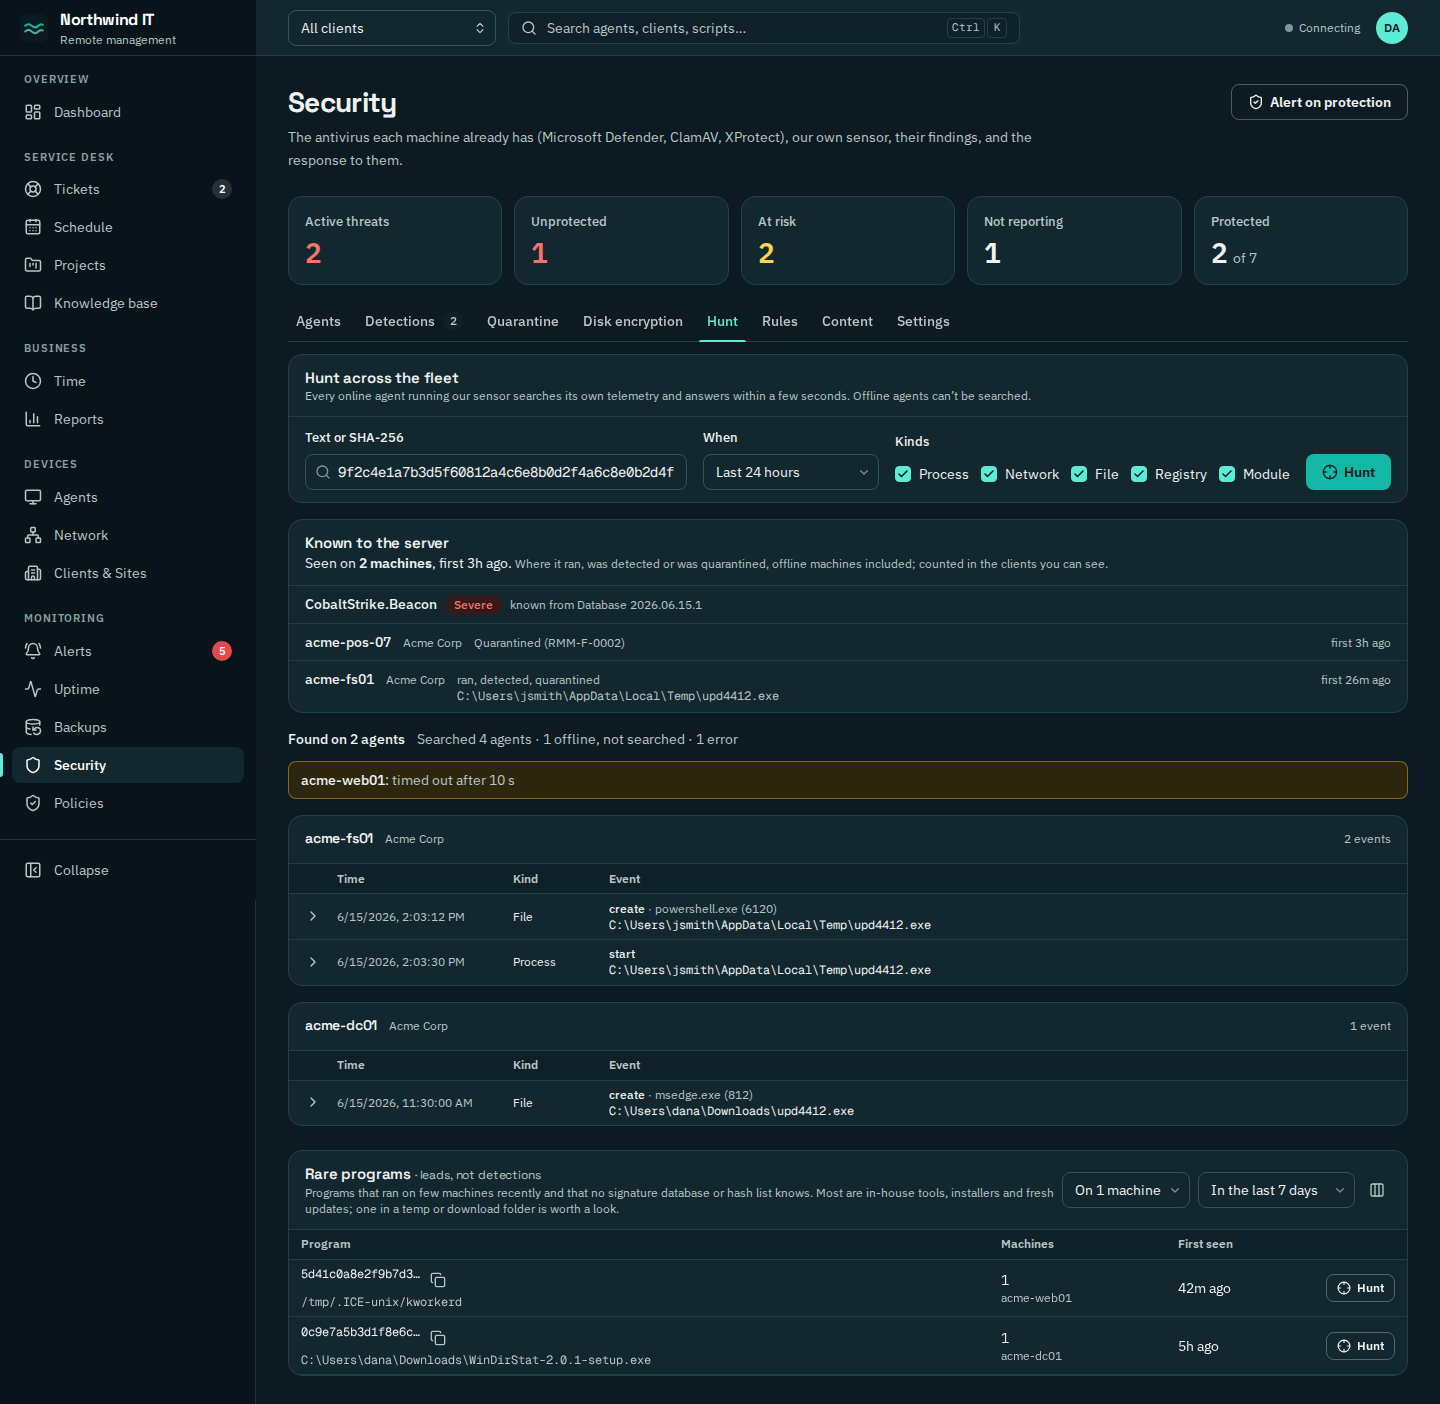 Northwind IT
Remote management
All clients
Search agents, clients, scripts...
Ctrl K
Connecting
DA
OVERVIEW
Dashboard
SERVICE DESK
Tickets 2
Schedule
Projects
Knowledge base
BUSINESS
Time
Reports
DEVICES
Agents
Network
Clients & Sites
MONITORING
Alerts 5
Uptime
Backups
Security
Policies
Collapse
Security
Alert on protection
The antivirus each machine already has (Microsoft Defender, ClamAV, XProtect), our own sensor, their findings, and the
response to them.
Active threats
2
Unprotected
1
At risk
2
Not reporting
1
Protected
2 of 7
Agents Detections 2 Quarantine Disk encryption Hunt Rules Content Settings
Hunt across the fleet
Every online agent running our sensor searches its own telemetry and answers within a few seconds. Offline agents can't be searched.
Text or SHA-256 When Kinds
9f2c4e1a7b3d5f60812a4c6e8b0d2f4a6c8e0b2d4f Last 24 hours Process Network File Registry Module Hunt
Known to the server
Seen on 2 machines, first 3h ago. Where it ran, was detected or was quarantined, offline machines included; counted in the clients you can see.
CobaltStrike.Beacon Severe known from Database 2026.06.15.1
acme-pos-07 Acme Corp Quarantined (RMM-F-0002) first 3h ago
acme-fs01 Acme Corp ran, detected, quarantined first 26m ago
C:\Users\jsmith\AppData\Local\Temp\upd4412.exe
Found on 2 agents Searched 4 agents · 1 offline, not searched · 1 error
acme-web01: timed out after 10 s
acme-fs01 Acme Corp 2 events
Time Kind Event
6/15/2026, 2:03:12 PM File create · powershell.exe (6120)
C:\Users\jsmith\AppData\Local\Temp\upd4412.exe
6/15/2026, 2:03:30 PM Process start
C:\Users\jsmith\AppData\Local\Temp\upd4412.exe
acme-dc01 Acme Corp 1 event
Time Kind Event
6/15/2026, 11:30:00 AM File create · msedge.exe (812)
C:\Users\dana\Downloads\upd4412.exe
Rare programs · leads, not detections
Programs that ran on few machines recently and that no signature database or hash list knows. Most are in-house tools, installers and fresh
updates; one in a temp or download folder is worth a look.
On 1 machine In the last 7 days
Program Machines First seen
5d41c0a8e2f9b7d3…
/tmp/.ICE-unix/kworkerd
1
acme-web01
42m ago Hunt
0c9e7a5b3d1f8e6c…
C:\Users\dana\Downloads\WinDirStat-2.0.1-setup.exe
1
acme-dc01
5h ago Hunt